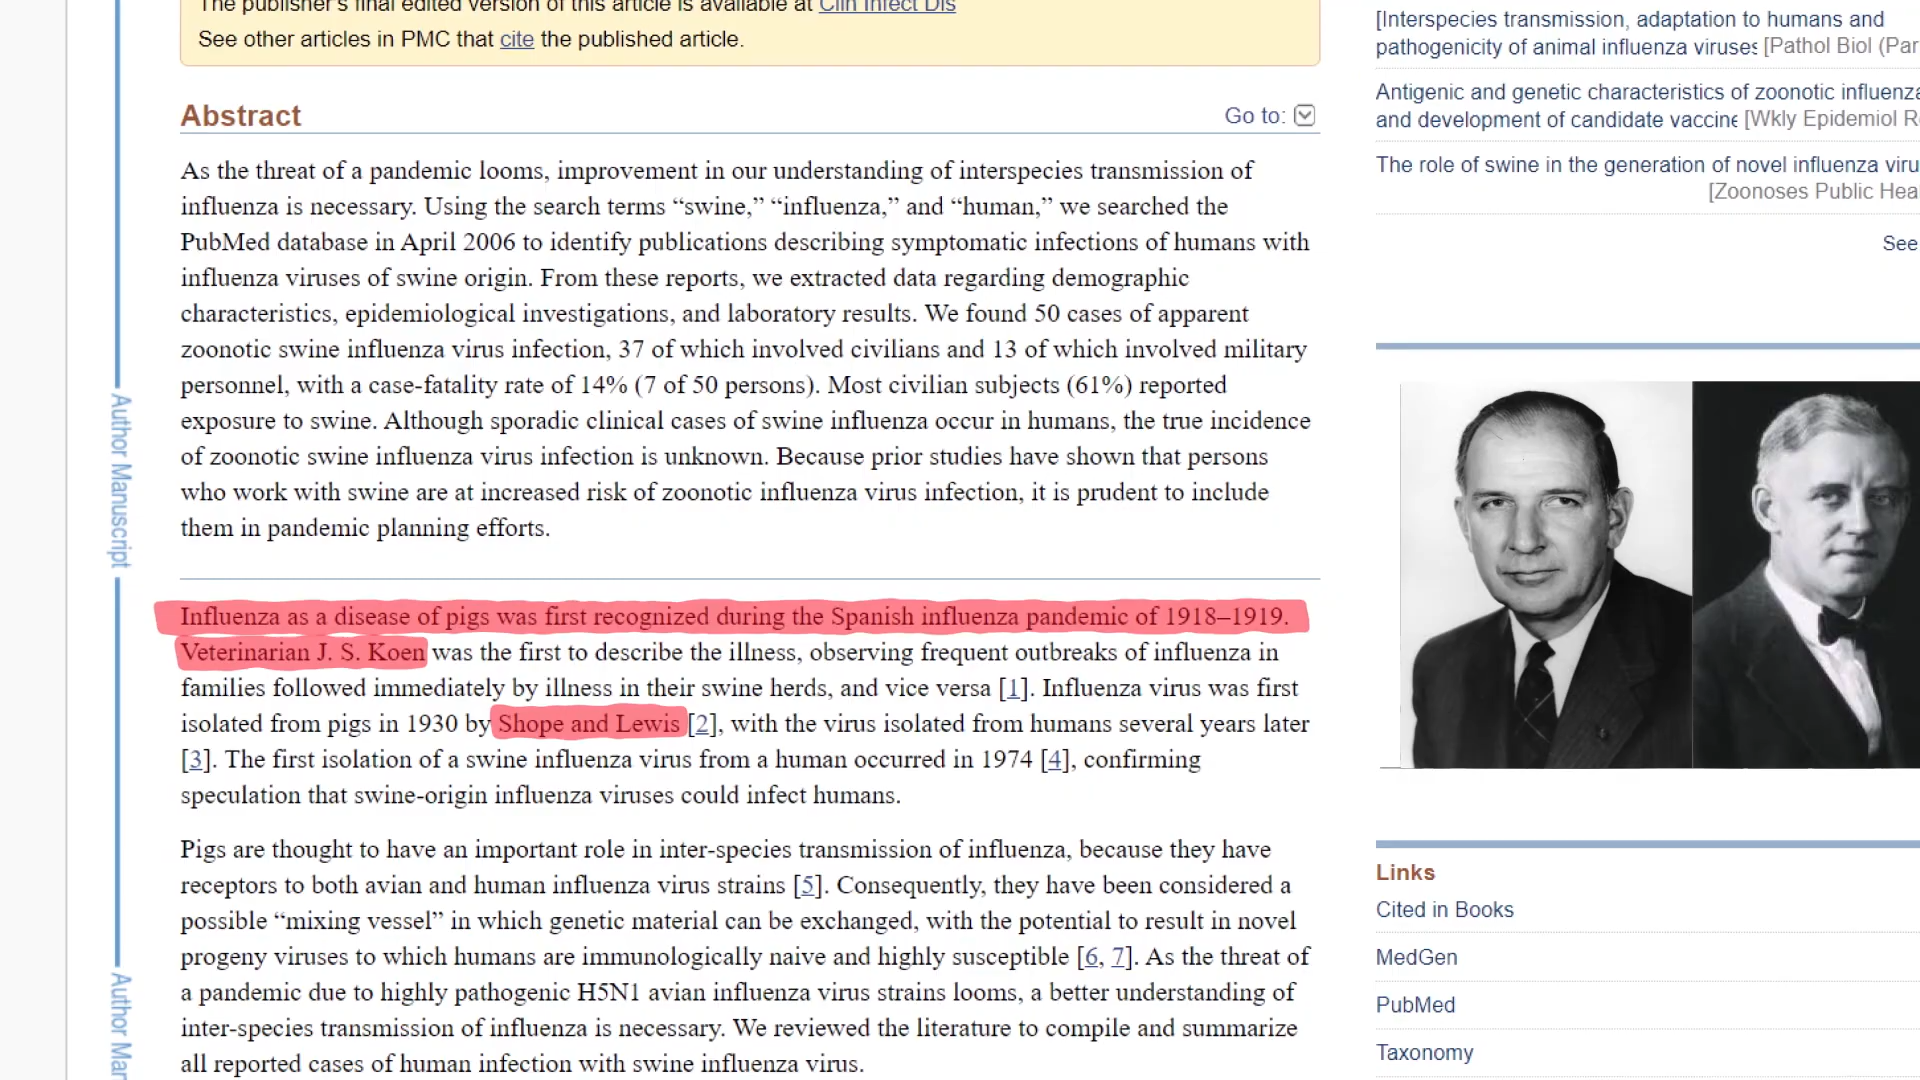 The publisher's final edited version of this article is available at Clin Infect Dis
See other articles in PMC that cite the published article.
Abstract
Go to:
As the threat of a pandemic looms, improvement in our understanding of interspecies transmission of
influenza is necessary. Using the search terms “swine,” “influenza,” and “human,” we searched the
PubMed database in April 2006 to identify publications describing symptomatic infections of humans with
influenza viruses of swine origin. From these reports, we extracted data regarding demographic
characteristics, epidemiological investigations, and laboratory results. We found 50 cases of apparent
zoonotic swine influenza virus infection, 37 of which involved civilians and 13 of which involved military
personnel, with a case-fatality rate of 14% (7 of 50 persons). Most civilian subjects (61%) reported
exposure to swine. Although sporadic clinical cases of swine influenza occur in humans, the true incidence
of zoonotic swine influenza virus infection is unknown. Because prior studies have shown that persons
who work with swine are at increased risk of zoonotic influenza virus infection, it is prudent to include
them in pandemic planning efforts.
Influenza as a disease of pigs was first recognized during the Spanish influenza pandemic of 1918–1919.
Veterinarian J. S. Koen was the first to describe the illness, observing frequent outbreaks of influenza in
families followed immediately by illness in their swine herds, and vice versa [1]. Influenza virus was first
isolated from pigs in 1930 by Shope and Lewis [2], with the virus isolated from humans several years later
[3]. The first isolation of a swine influenza virus from a human occurred in 1974 [4], confirming
speculation that swine-origin influenza viruses could infect humans.
Pigs are thought to have an important role in inter-species transmission of influenza, because they have
receptors to both avian and human influenza virus strains [5]. Consequently, they have been considered a
possible “mixing vessel” in which genetic material can be exchanged, with the potential to result in novel
progeny viruses to which humans are immunologically naive and highly susceptible [6, 7]. As the threat of
a pandemic due to highly pathogenic H5N1 avian influenza virus strains looms, a better understanding of
inter-species transmission of influenza is necessary. We reviewed the literature to compile and summarize
all reported cases of human infection with swine influenza virus.
Author Manuscript
Author Man
[Interspecies transmission, adaptation to humans and
pathogenicity of animal influenza viruses [Pathol Biol (Par
Antigenic and genetic characteristics of zoonotic influenza
and development of candidate vaccine [Wkly Epidemiol R
The role of swine in the generation of novel influenza viru
[Zoonoses Public Hea
See
Links
Cited in Books
MedGen
PubMed
Taxonomy